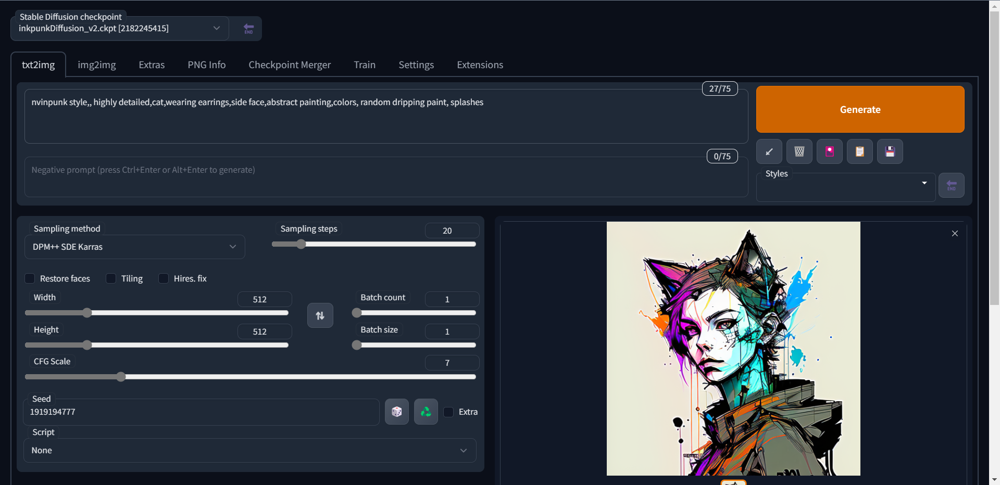 Stable Diffusion checkpoint
inkpunkDiffusion_v2.ckpt [2182245415]
END
txt2img img2img Extras PNG Info Checkpoint Merger Train Settings Extensions
27/75
nvinpunk style,, highly detailed,cat,wearing earrings,side face,abstract painting,colors, random dripping paint, splashes
Generate
0/75
Negative prompt (press Ctrl+Enter or Alt+Enter to generate)
Styles
END
Sampling method
DPM++ SDE Karras
Sampling steps
20
Restore faces Tiling Hires. fix
Width
512
Batch count
1
Height
512
Batch size
1
CFG Scale
7
Seed
1919194777
Extra
Script
None